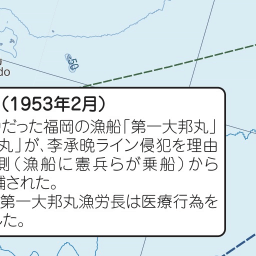 do
50
(1953年2月)
だった福岡の漁船「第一大邦丸」
丸」が、李承晩ライン侵犯を理由
測(漁船に憲兵らが乗船)から
捕された。
第一大邦丸漁労長は医療行為を
した。